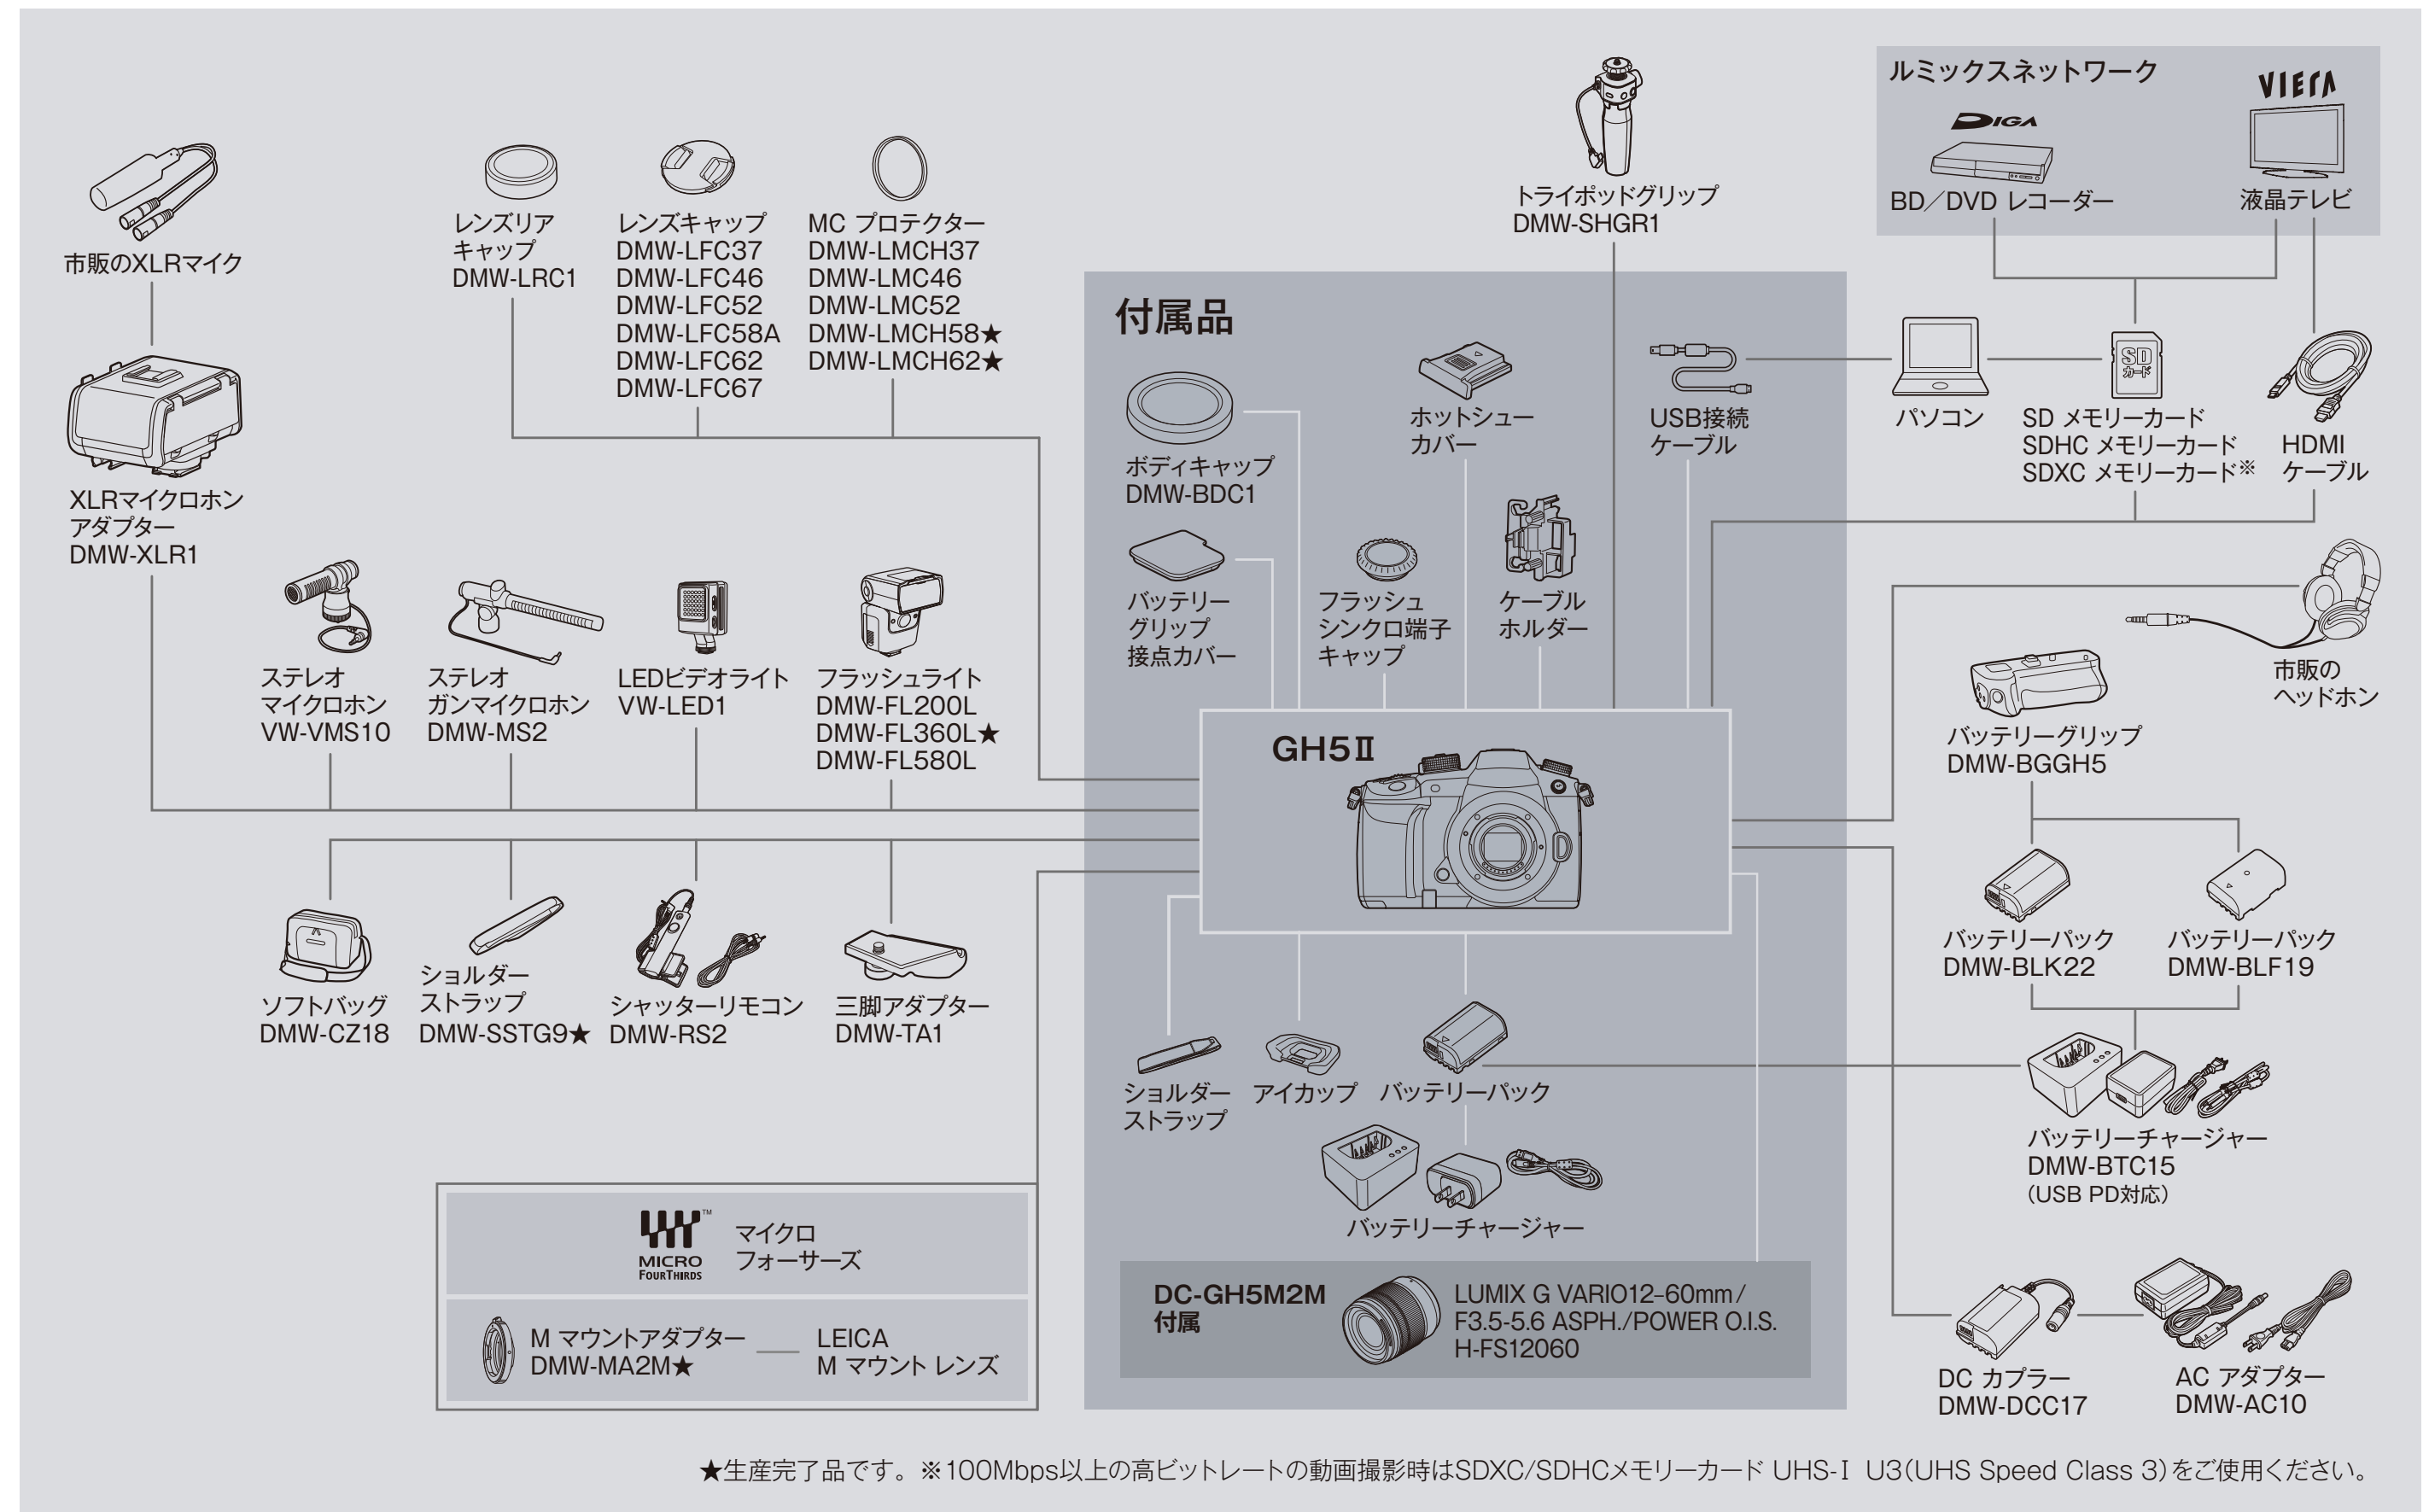 市販のXLRマイク
XLRマイクロホン
アダプター
DMW-XLR1
レンズリア
キャップ
DMW-LRC1
レンズキャップ
DMW-LFC37
DMW-LFC46
DMW-LFC52
DMW-LFC58A
DMW-LFC62
DMW-LFC67
MC プロテクター
DMW-LMCH37
DMW-LMC46
DMW-LMC52
DMW-LMCH58★
DMW-LMCH62★
ステレオ
マイクロホン
VW-VMS10
ステレオ
ガンマイクロホン
DMW-MS2
LEDビデオライト
VW-LED1
フラッシュライト
DMW-FL200L
DMW-FL360L★
DMW-FL580L
ソフトバッグ
DMW-CZ18
ショルダー
ストラップ
DMW-SSTG9★
シャッターリモコン
DMW-RS2
三脚アダプター
DMW-TA1
MICRO
FOURTHIRDS
TM
マイクロ
フォーサーズ
M マウントアダプター
DMW-MA2M★
LEICA
M マウント レンズ
トライポッドグリップ
DMW-SHGR1
付属品
ボディキャップ
DMW-BDC1
ホットシュー
カバー
USB接続
ケーブル
バッテリー
グリップ
接点カバー
フラッシュ
シンクロ端子
キャップ
ケーブル
ホルダー
GH5Ⅱ
ショルダー
ストラップ
アイカップ
バッテリーパック
バッテリーチャージャー
DC-GH5M2M
付属
LUMIX G VARIO12-60mm/
F3.5-5.6 ASPH./POWER O.I.S.
H-FS12060
ルミックスネットワーク
DIGA
BD/DVD レコーダー
VIERA
液晶テレビ
パソコン
SD
カード
SD メモリーカード
SDHC メモリーカード
SDXC メモリーカード※
HDMI
ケーブル
市販の
ヘッドホン
バッテリーグリップ
DMW-BGGH5
バッテリーパック
DMW-BLK22
バッテリーパック
DMW-BLF19
バッテリーチャージャー
DMW-BTC15
(USB PD対応)
DC カプラー
DMW-DCC17
AC アダプター
DMW-AC10
★生産完了品です。※100Mbps以上の高ビットレートの動画撮影時はSDXC/SDHCメモリーカード UHS-Ⅰ U3(UHS Speed Class 3)をご使用ください。